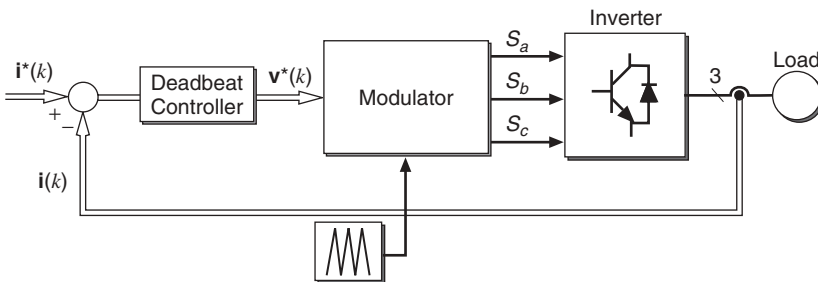 Inverter
i*(k)
+
−
Deadbeat
Controller
v*(k)
Modulator
Sa
Sb
Sc
3
Load
i(k)